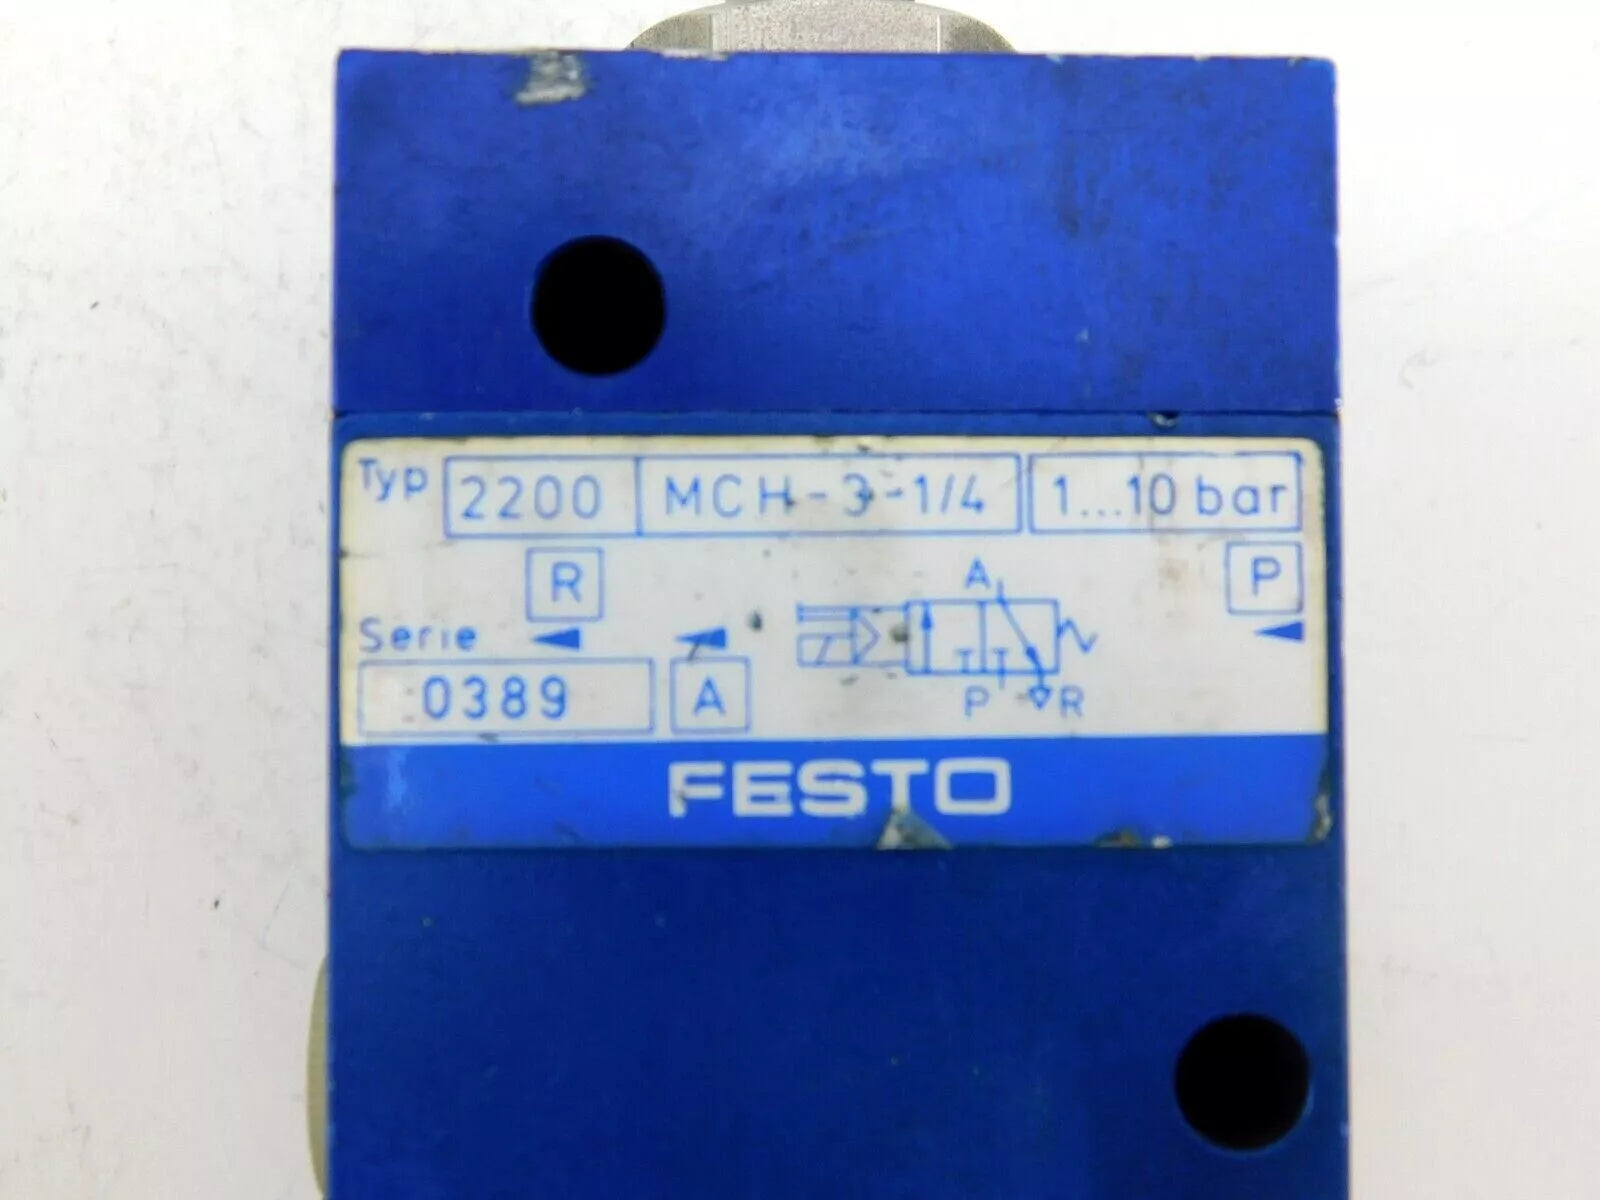 Typ 2200 MCH-3-1/4 1...10 bar
R A P
Serie
0389 A P R
FESTO